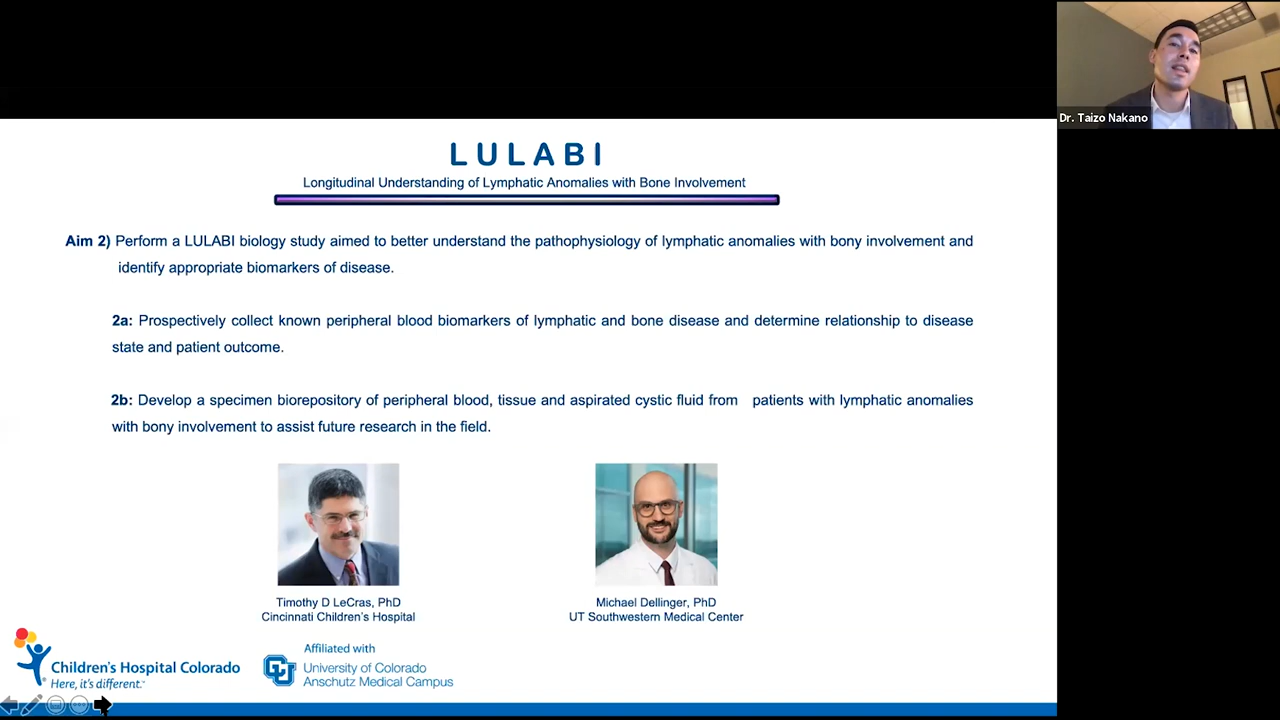 Dr. Taizo Nakano
LULABI
Longitudinal Understanding of Lymphatic Anomalies with Bone Involvement
Aim 2) Perform a LULABI biology study aimed to better understand the pathophysiology of lymphatic anomalies with bony involvement and
identify appropriate biomarkers of disease.
2a: Prospectively collect known peripheral blood biomarkers of lymphatic and bone disease and determine relationship to disease
state and patient outcome.
2b: Develop a specimen biorepository of peripheral blood, tissue and aspirated cystic fluid from patients with lymphatic anomalies
with bony involvement to assist future research in the field.
Timothy D LeCras, PhD
Cincinnati Children's Hospital
Michael Dellinger, PhD
UT Southwestern Medical Center
Children's Hospital Colorado
Here, it's different.™
Affiliated with
CU
University of Colorado
Anschutz Medical Campus